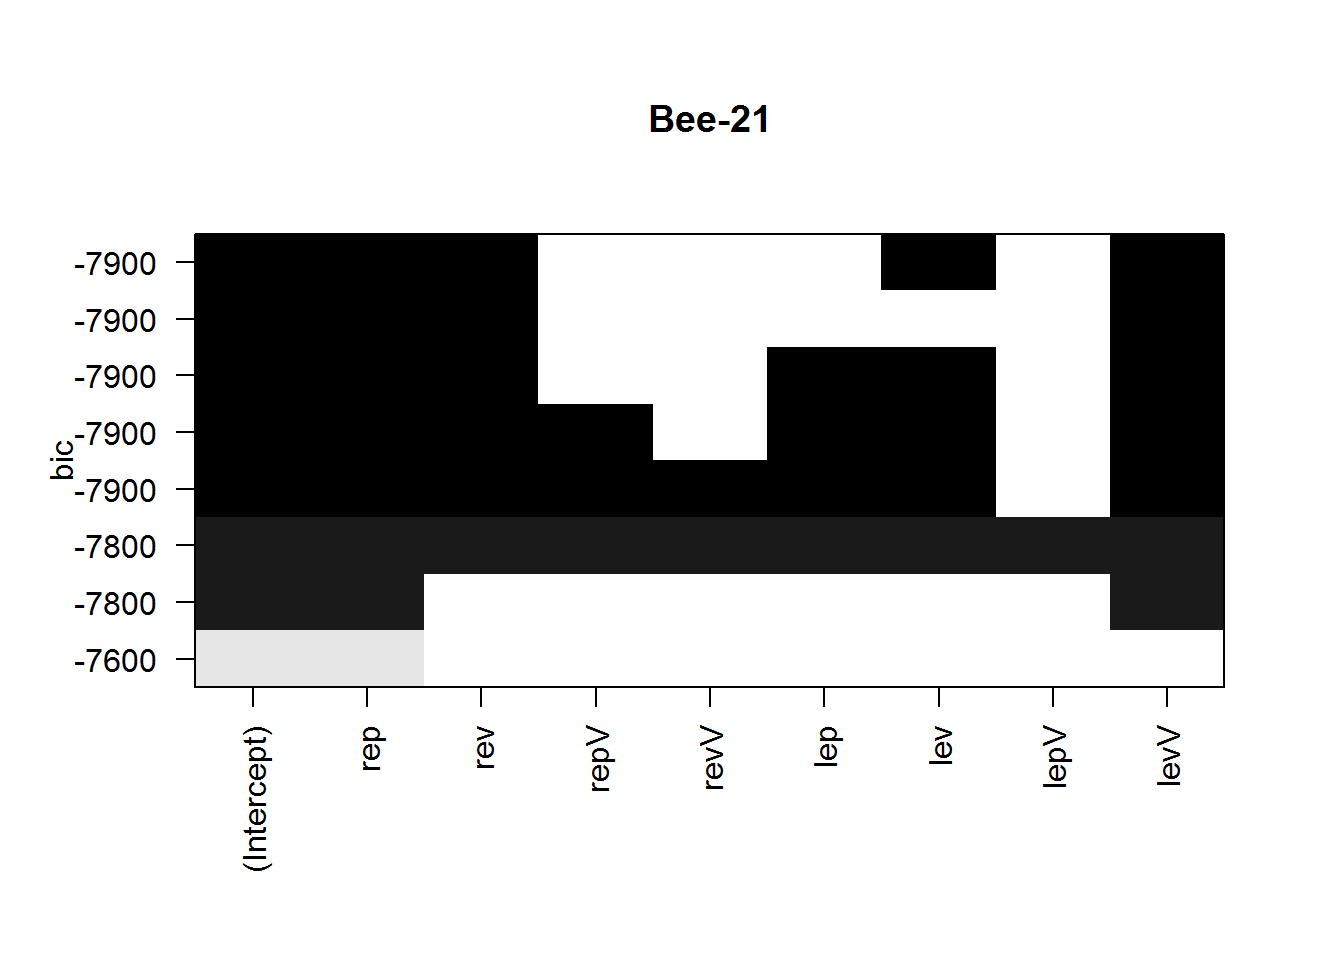 Bee-21
bic
-7900
-7900
-7900
-7900
-7900
-7800
-7800
-7600
(Intercept)
rep
rev
repV
revV
lep
lev
lepV
levV